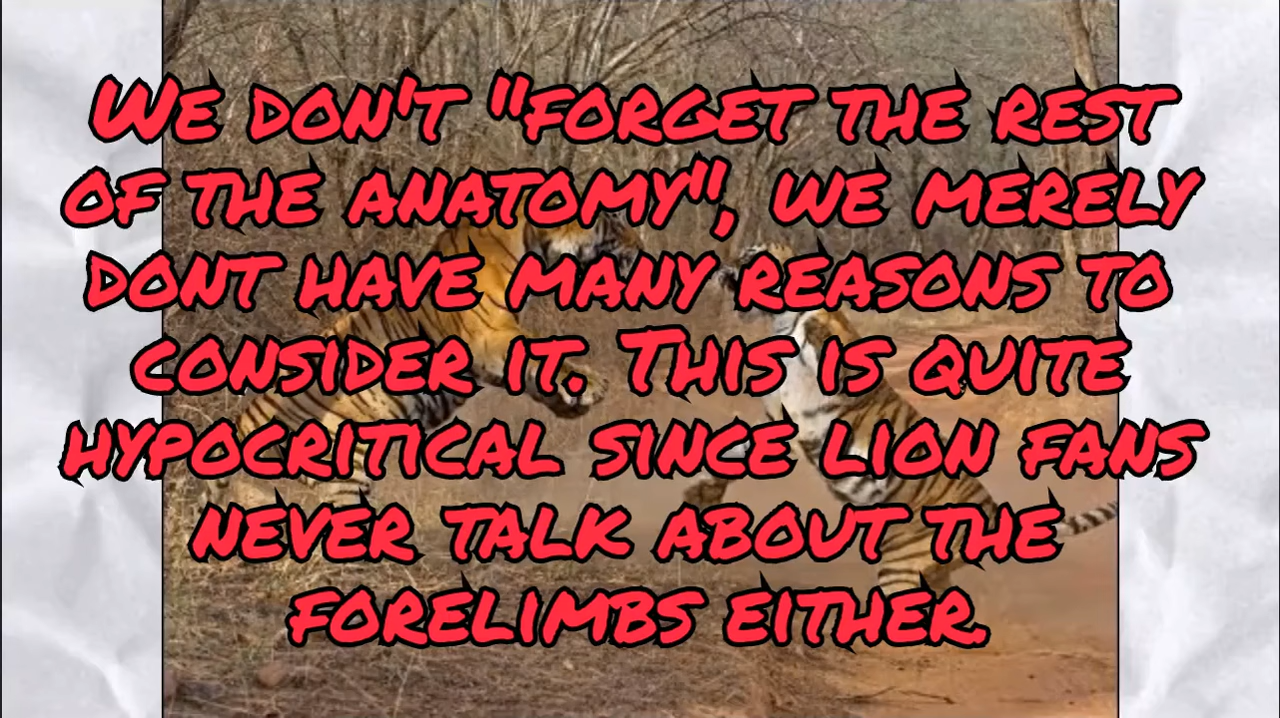 We don't "forget the rest
of the anatomy", we merely
dont have many reasons to
consider it. This is quite
hypocritical since lion fans
never talk about the
forelimbs either.